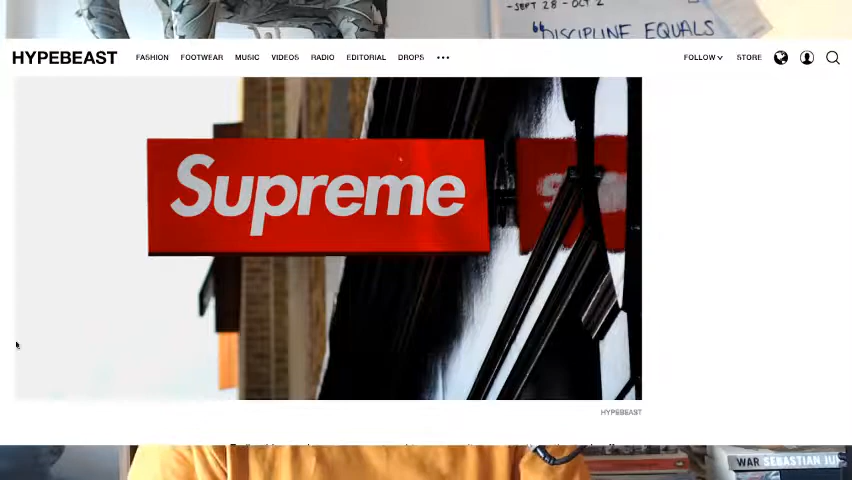 - SEPT 28 - OCT 2
"DISCIPLINE EQUALS
HYPEBEAST
FASHION FOOTWEAR MUSIC VIDEOS RADIO EDITORIAL DROPS •••
FOLLOW STORE
Supreme
HYPEBEAST
WAR SEBASTIAN JUN